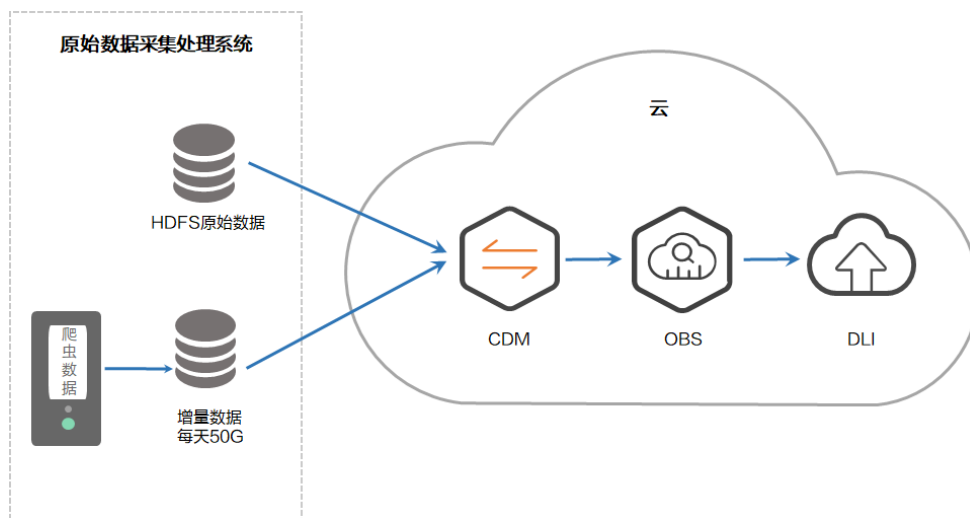 原始数据采集处理系统
云
HDFS原始数据
爬虫数据
增量数据
每天50G
CDM
OBS
DLI